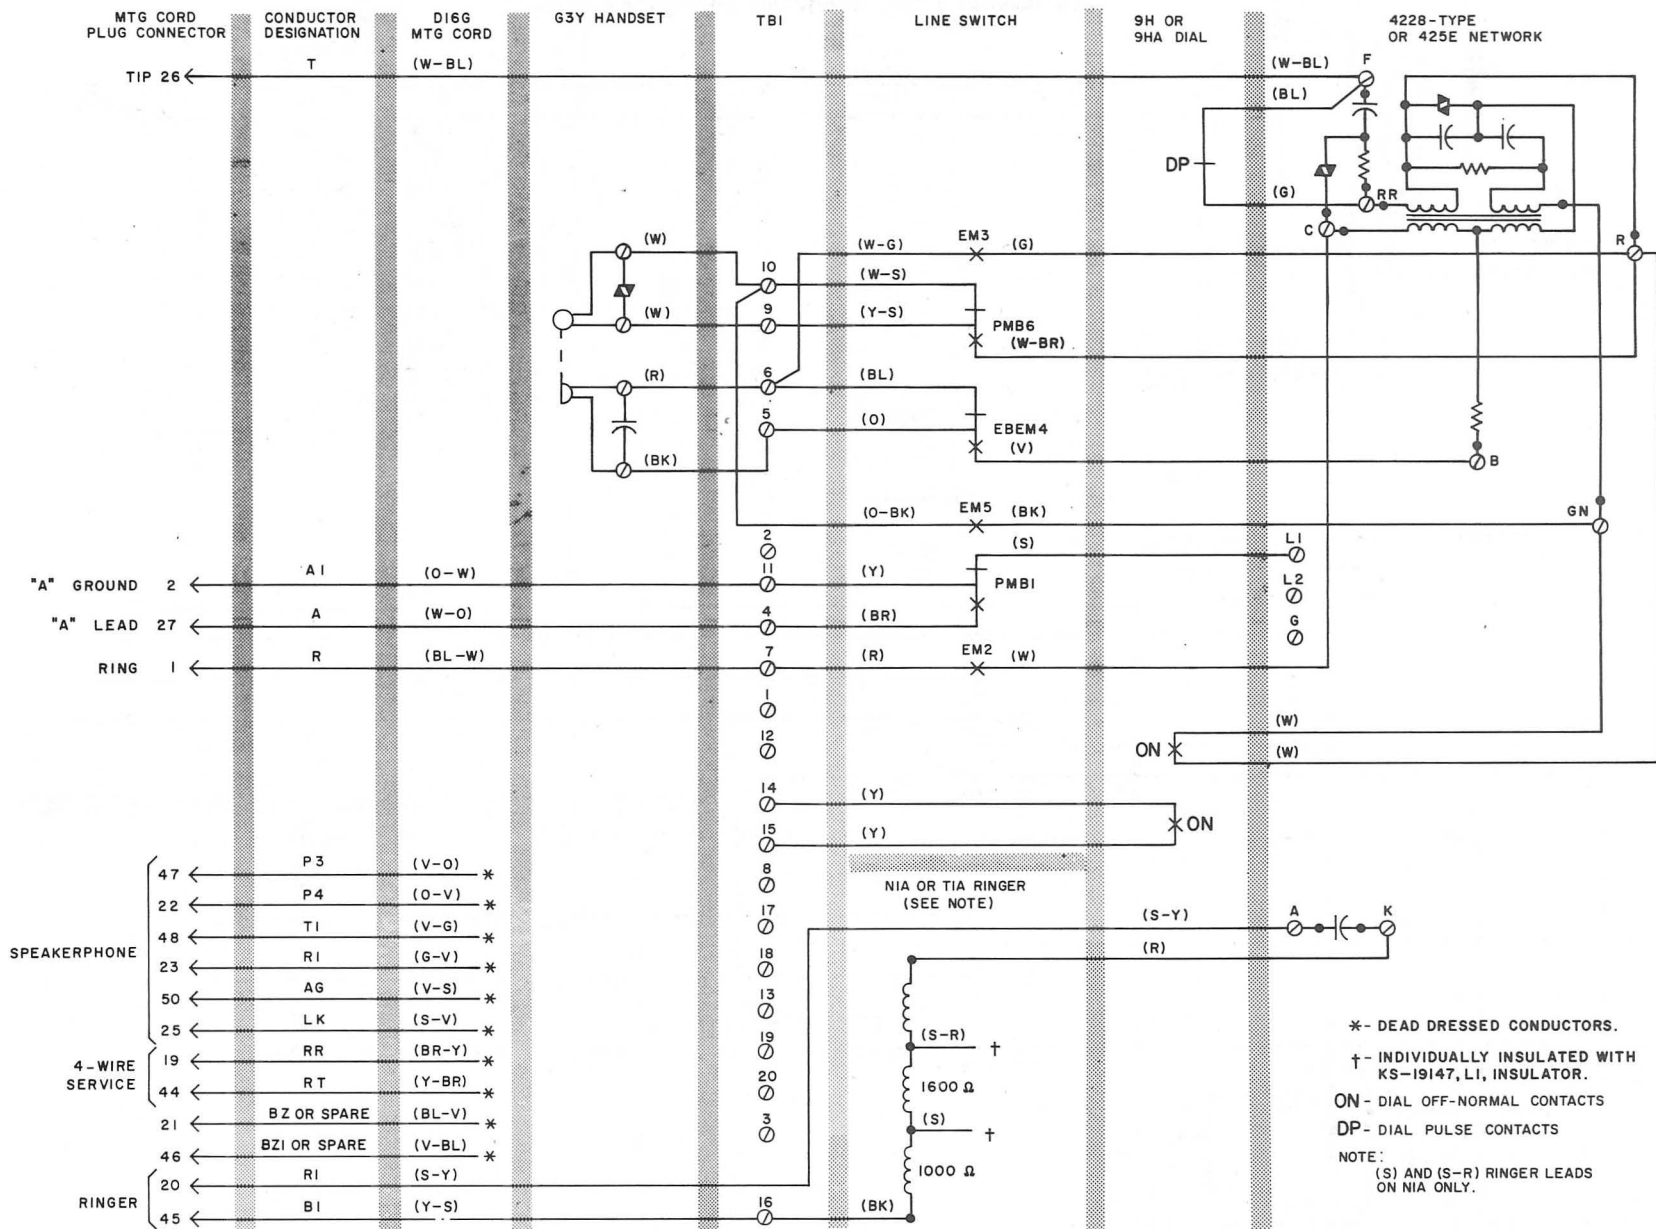 MTG CORD
PLUG CONNECTOR
CONDUCTOR
DESIGNATION
D16G
MTG CORD
G3Y HANDSET
TB1
LINE SWITCH
9H OR
9HA DIAL
4228-TYPE
OR 425E NETWORK
TIP 26
T
(W-BL)
(W-BL)
F
(BL)
DP
(G)
RR
C
R
(W)
10
(W-G)
EM3
(G)
(W-S)
(W)
9
(Y-S)
PMB6
(W-BR)
(R)
6
(BL)
5
(O)
EBEM4
(V)
B
(BK)
(O-BK)
EM5
(BK)
GN
2
(S)
L1
"A" GROUND 2
A1
(O-W)
11
(Y)
PMB1
L2
"A" LEAD 27
A
(W-O)
4
(BR)
G
RING 1
R
(BL-W)
7
(R)
EM2
(W)
1
12
ON
(W)
(W)
14
(Y)
ON
15
(Y)
SPEAKERPHONE
47
P3
(V-O)
*
8
NIA OR TIA RINGER
(SEE NOTE)
22
P4
(O-V)
*
48
T1
(V-G)
*
17
(S-Y)
A
K
23
R1
(G-V)
*
18
(R)
50
AG
(V-S)
*
13
25
LK
(S-V)
*
4-WIRE
SERVICE
19
RR
(BR-Y)
*
19
(S-R)
†
44
RT
(Y-BR)
*
20
1600 Ω
21
BZ OR SPARE
(BL-V)
*
3
(S)
†
46
BZ1 OR SPARE
(V-BL)
*
1000 Ω
RINGER
20
R1
(S-Y)
45
B1
(Y-S)
16
(BK)
*- DEAD DRESSED CONDUCTORS.
†- INDIVIDUALLY INSULATED WITH
KS-19147, L1, INSULATOR.
ON - DIAL OFF-NORMAL CONTACTS
DP- DIAL PULSE CONTACTS
NOTE:
(S) AND (S-R) RINGER LEADS
ON NIA ONLY.